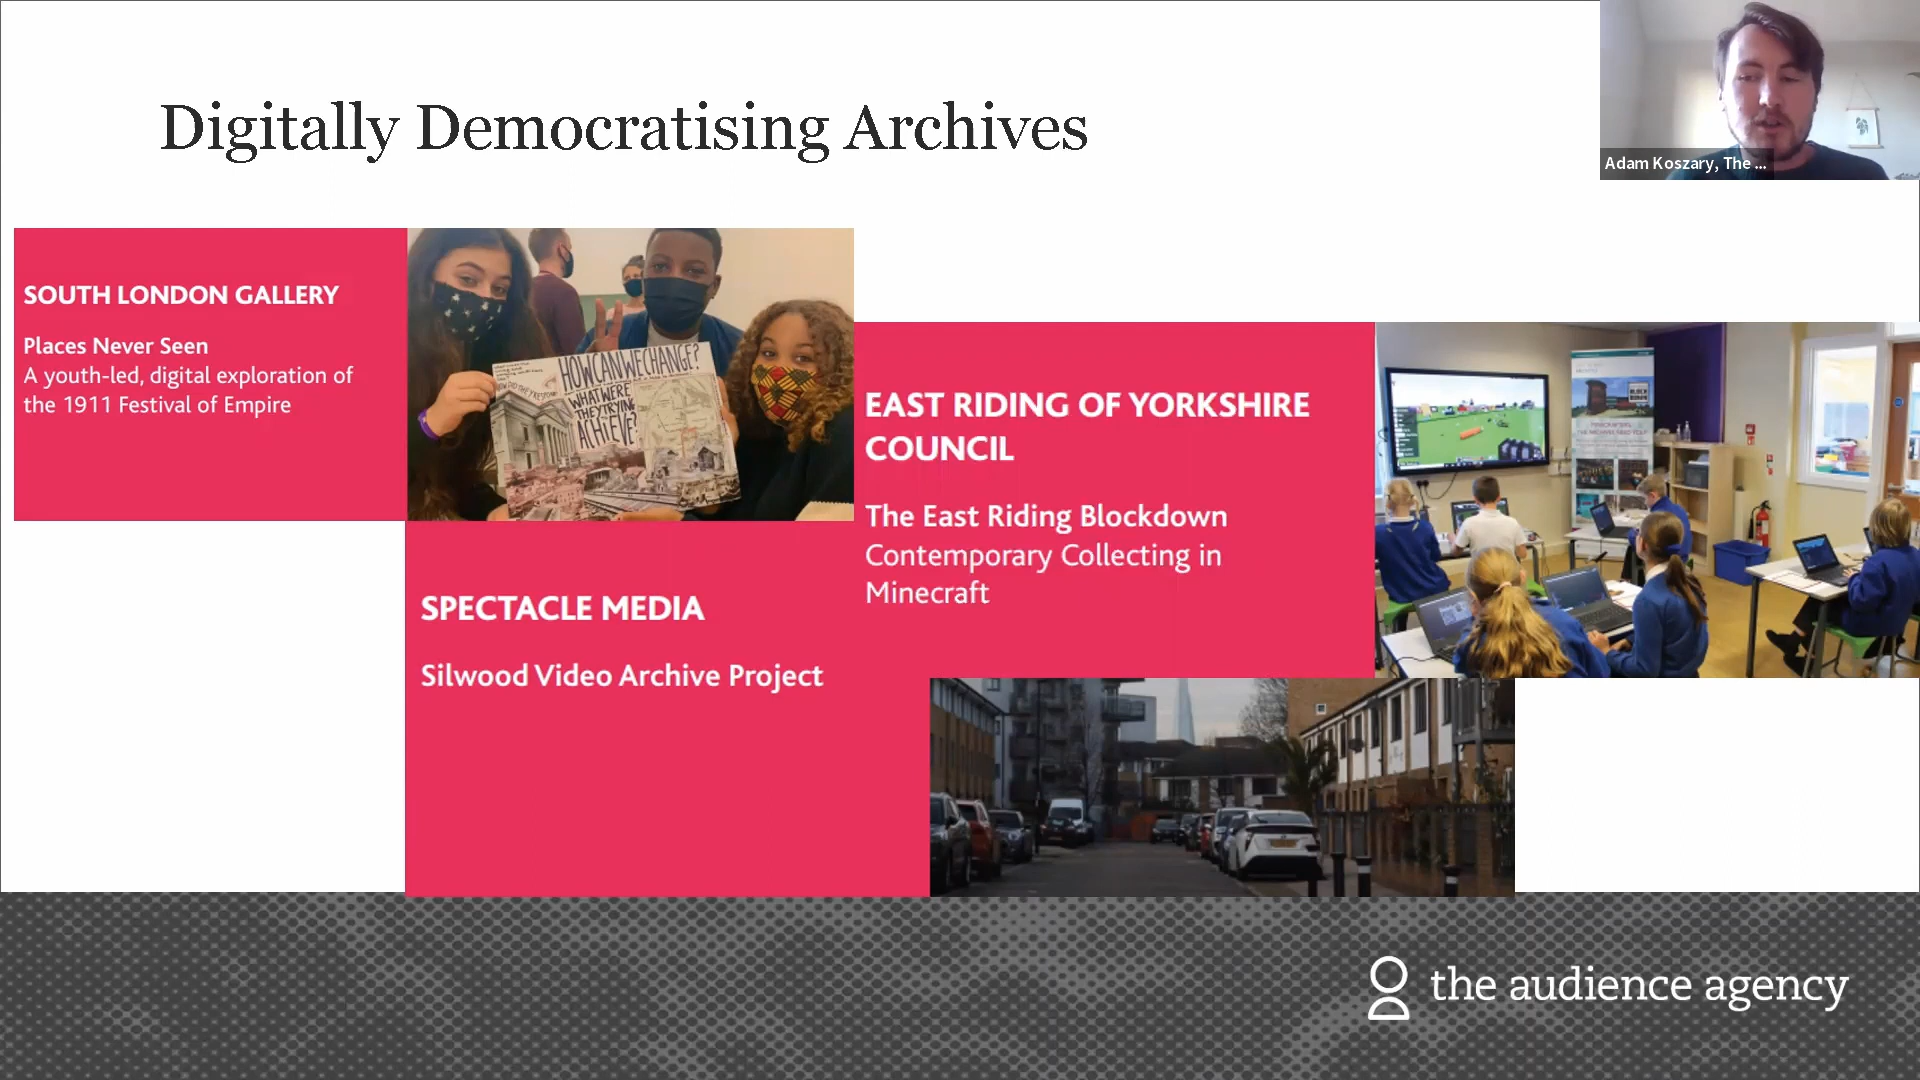 Digitally Democratising Archives
Adam Koszary, The ...
SOUTH LONDON GALLERY
Places Never Seen
A youth-led, digital exploration of
the 1911 Festival of Empire
HOW CAN WE CHANGE?
WHAT WERE
THEY TRYING
ACHIEVE?
EAST RIDING OF YORKSHIRE
COUNCIL
The East Riding Blockdown
Contemporary Collecting in
Minecraft
SPECTACLE MEDIA
Silwood Video Archive Project
the audience agency